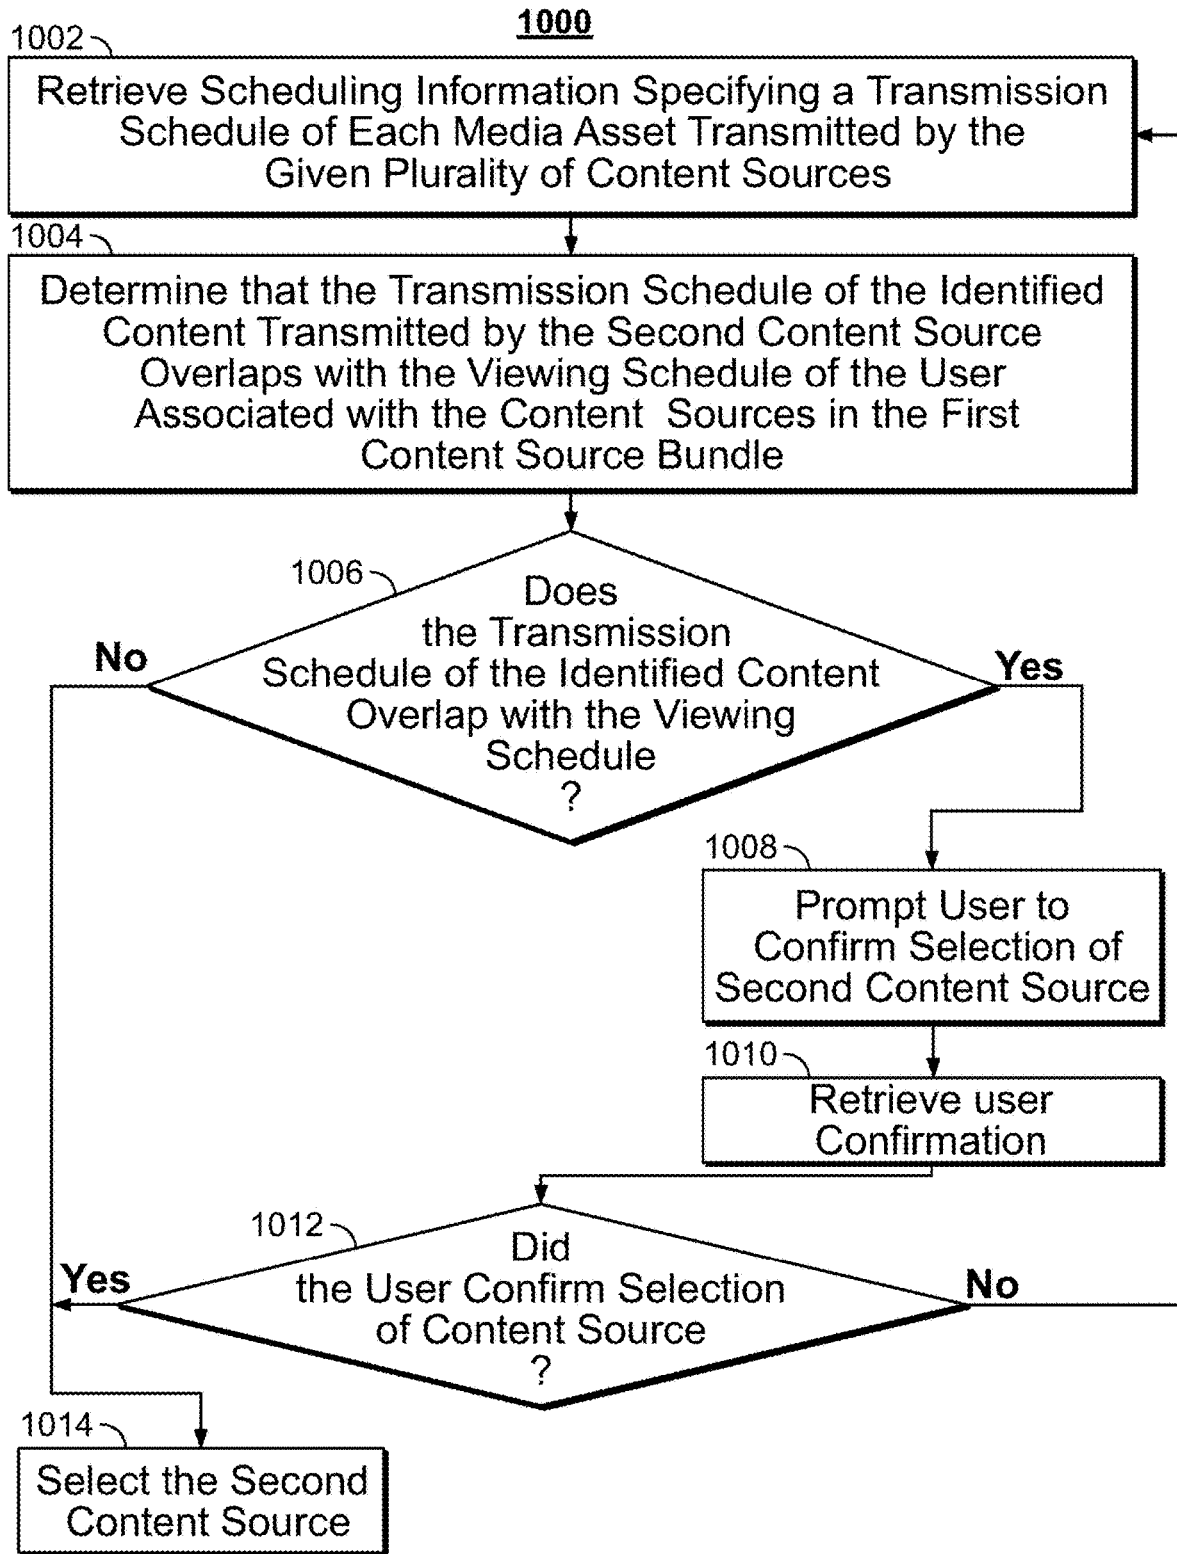 1000
1002
Retrieve Scheduling Information Specifying a Transmission
Schedule of Each Media Asset Transmitted by the
Given Plurality of Content Sources
1004
Determine that the Transmission Schedule of the Identified
Content Transmitted by the Second Content Source
Overlaps with the Viewing Schedule of the User
Associated with the Content Sources in the First
Content Source Bundle
1006
Does
the Transmission
Schedule of the Identified Content
Overlap with the Viewing
Schedule
?
No
Yes
1008
Prompt User to
Confirm Selection of
Second Content Source
1010
Retrieve user
Confirmation
1012
Did
the User Confirm Selection
of Content Source
?
Yes
No
1014
Select the Second
Content Source